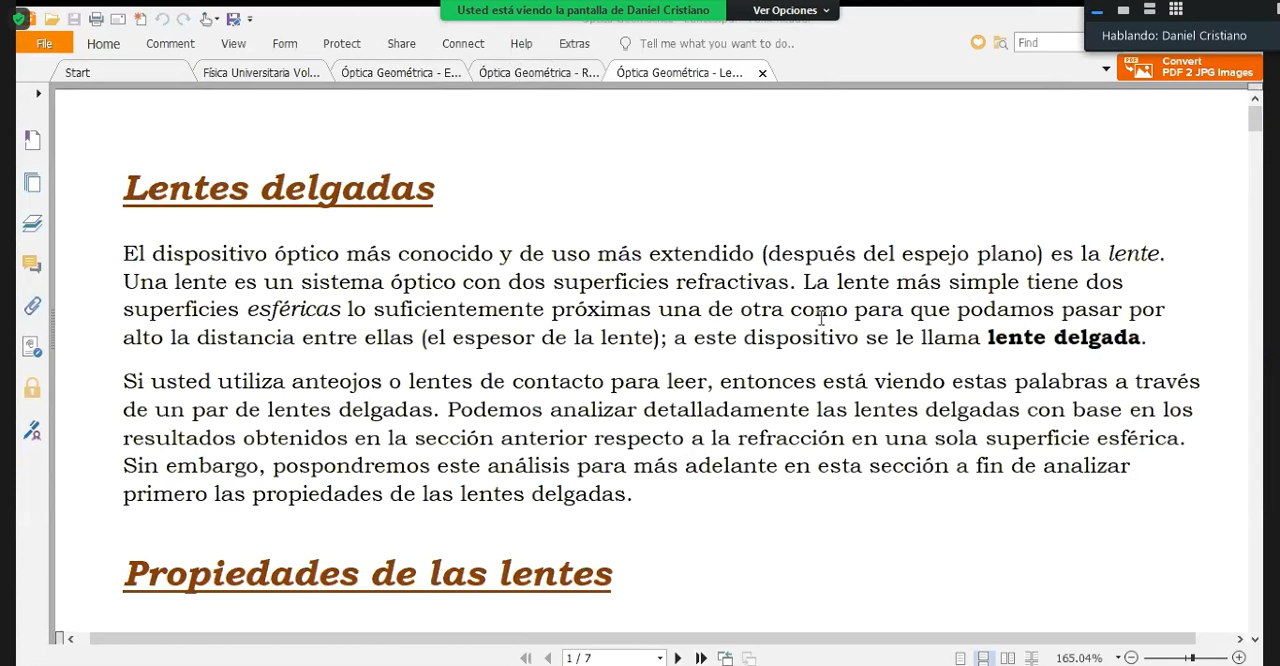 Usted está viendo la pantalla de Daniel Cristiano
Ver Opciones
Hablando: Daniel Cristiano
File Home Comment View Form Protect Share Connect Help Extras Tell me what you want to do.. Find
Start Física Universitaria Vol... Óptica Geométrica - E... Óptica Geométrica - R... Óptica Geométrica - Le...
Convert
PDF 2 JPG Images
Lentes delgadas
El dispositivo óptico más conocido y de uso más extendido (después del espejo plano) es la lente.
Una lente es un sistema óptico con dos superficies refractivas. La lente más simple tiene dos
superficies esféricas lo suficientemente próximas una de otra como para que podamos pasar por
alto la distancia entre ellas (el espesor de la lente); a este dispositivo se le llama lente delgada.
Si usted utiliza anteojos o lentes de contacto para leer, entonces está viendo estas palabras a través
de un par de lentes delgadas. Podemos analizar detalladamente las lentes delgadas con base en los
resultados obtenidos en la sección anterior respecto a la refracción en una sola superficie esférica.
Sin embargo, pospondremos este análisis para más adelante en esta sección a fin de analizar
primero las propiedades de las lentes delgadas.
Propiedades de las lentes
1 / 7
165.04%